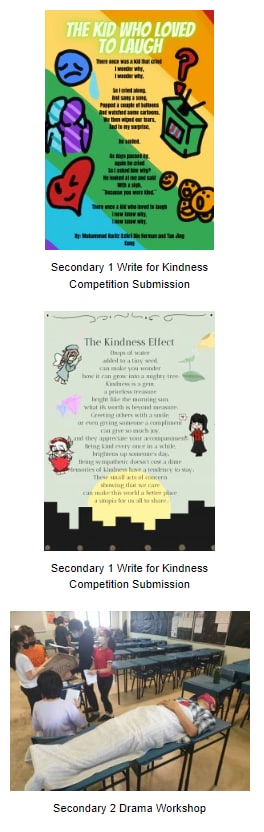 THE KID WHO LOVED
TO LAUGH
There once was a kid that cried
I wonder why,
I wonder why.
So I cried along,
And sang a song,
Popped a couple of balloons
And watched some cartoons.
We then wiped our tears,
And to my surprise,
He smiled.
As days passed by,
Again he cried
So I asked him why?
He looked at me and said
With a sigh,
"Because you were kind."
There once was a kid who loved to laugh
I now know why,
I now know why.
By: Muhammad Harliz Ashri Bin Herman and Tan Jing
Kang
Secondary 1 Write for Kindness
Competition Submission
The Kindness Effect
Drops of water
added to a tiny seed,
can make you wonder
how it can grow into a mighty tree.
Kindness is a gem,
a priceless treasure
bright like the morning sun,
what its worth is beyond measure.
Greeting others with a smile
or even giving someone a compliment
can give so much joy,
and they appreciate your accompaniment.
Being kind every once in a while,
brightens up someone's day.
Being sympathetic doesn't cost a dime
memories of kindness have a tendency to stay.
These small acts of concern
showing that we care
can make this world a better place
a utopia for us all to share.
Secondary 1 Write for Kindness
Competition Submission
Secondary 2 Drama Workshop